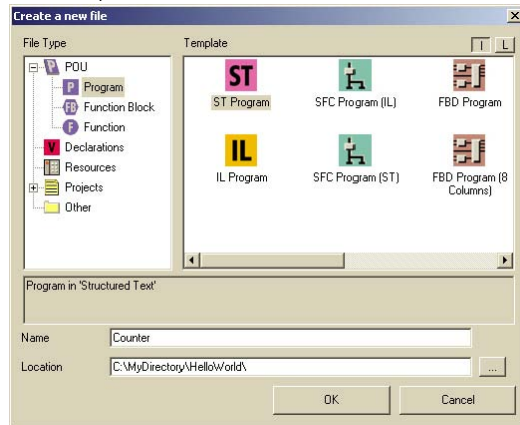 Create a new file
File Type
Template
I L
P POU
P Program
FB Function Block
F Function
V Declarations
Resources
Projects
Other
ST
ST Program
SFC Program (IL)
FBD Program
IL
IL Program
SFC Program (ST)
FBD Program (8
Columns)
Program in 'Structured Text'
Name
Counter
Location
C:\MyDirectory\HelloWorld\
...
OK
Cancel